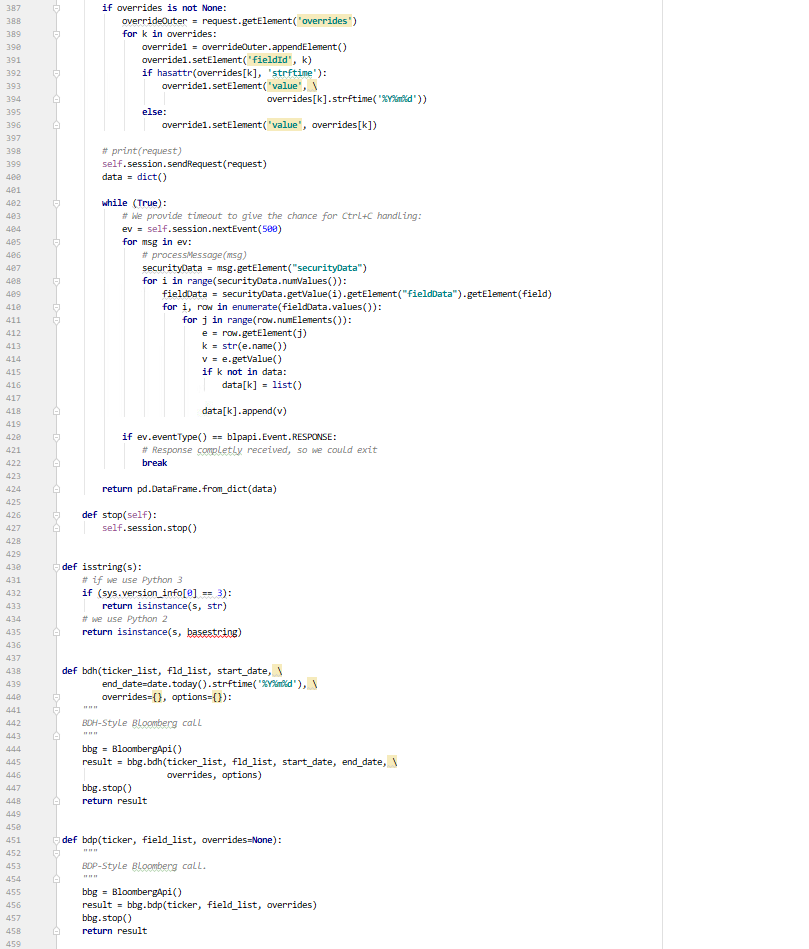 387 if overrides is not None:
388 overrideOuter = request.getElement('overrides')
389 for k in overrides:
390 override1 = overrideOuter.appendElement()
391 override1.setElement('fieldId', k)
392 if hasattr(overrides[k], 'strftime'):
393 override1.setElement('value', \
394 overrides[k].strftime('%Y%m%d'))
395 else:
396 override1.setElement('value', overrides[k])
397
398 # print(request)
399 self.session.sendRequest(request)
400 data = dict()
401
402 while (True):
403 # We provide timeout to give the chance for Ctrl+C handling:
404 ev = self.session.nextEvent(500)
405 for msg in ev:
406 # processMessage(msg)
407 securityData = msg.getElement("securityData")
408 for i in range(securityData.numValues()):
409 fieldData = securityData.getValue(i).getElement("fieldData").getElement(field)
410 for i, row in enumerate(fieldData.values()):
411 for j in range(row.numElements()):
412 e = row.getElement(j)
413 k = str(e.name())
414 v = e.getValue()
415 if k not in data:
416 data[k] = list()
417
418 data[k].append(v)
419
420 if ev.eventType() == blpapi.Event.RESPONSE:
421 # Response completly received, so we could exit
422 break
423
424 return pd.DataFrame.from_dict(data)
425
426 def stop(self):
427 self.session.stop()
428
429
430 def isstring(s):
431 # if we use Python 3
432 if (sys.version_info[0] == 3):
433 return isinstance(s, str)
434 # we use Python 2
435 return isinstance(s, basestring)
436
437
438 def bdh(ticker_list, fld_list, start_date, \
439 end_date=date.today().strftime('%Y%m%d'), \
440 overrides={}, options={}):
441 """
442 BDH-Style Bloomberg call
443 """
444 bbg = BloombergApi()
445 result = bbg.bdh(ticker_list, fld_list, start_date, end_date, \
446 overrides, options)
447 bbg.stop()
448 return result
449
450
451 def bdp(ticker, field_list, overrides=None):
452 """
453 BDP-Style Bloomberg call.
454 """
455 bbg = BloombergApi()
456 result = bbg.bdp(ticker, field_list, overrides)
457 bbg.stop()
458 return result
459